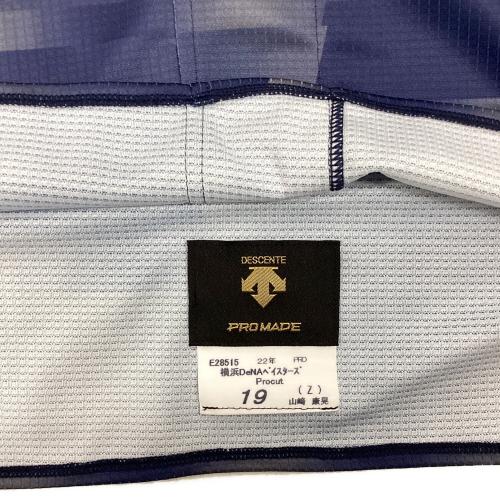 DESCENTE
PRO MADE
E28515 22年 PRO
横浜DeNAベイスターズ
Procut
19 (Z) 山﨑 康晃